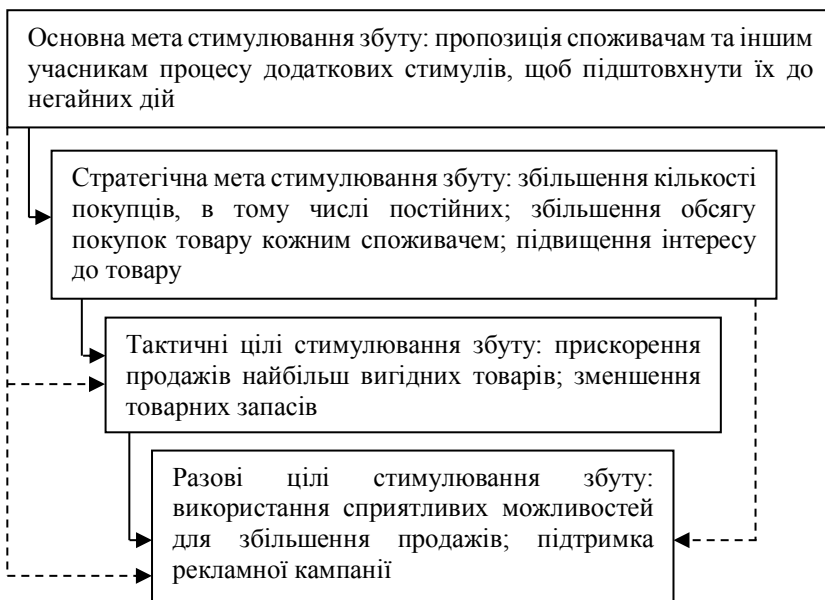 Основна мета стимулювання збуту: пропозиція споживачам та іншим
учасникам процесу додаткових стимулів, щоб підштовхнути їх до
негайних дій
Стратегічна мета стимулювання збуту: збільшення кількості
покупців, в тому числі постійних; збільшення обсягу
покупок товару кожним споживачем; підвищення інтересу
до товару
Тактичні цілі стимулювання збуту: прискорення
продажів найбільш вигідних товарів; зменшення
товарних запасів
Разові цілі стимулювання збуту:
використання сприятливих можливостей
для збільшення продажів; підтримка
рекламної кампанії